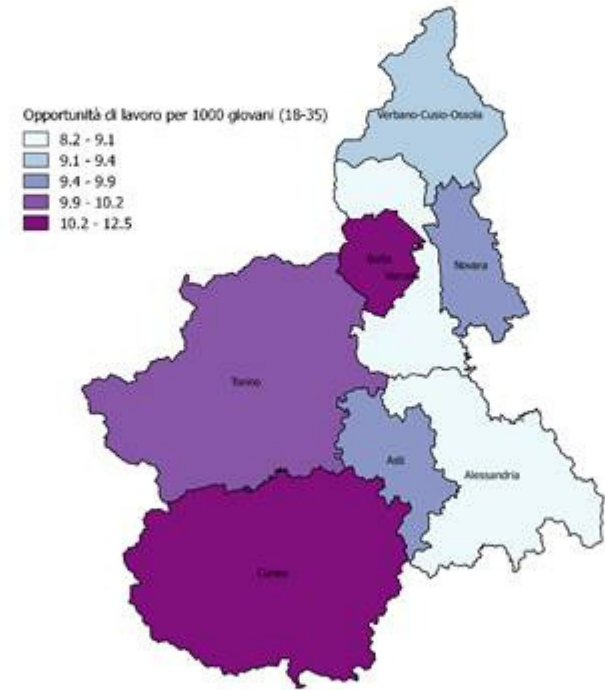 Opportunità di lavoro per 1000 giovani (18-35)
8.2 - 9.1
9.1 - 9.4
9.4 - 9.9
9.9 - 10.2
10.2 - 12.5
Verbano-Cusio-Ossola
Biella
Vercelli
Novara
Torino
Asti
Alessandria
Cuneo